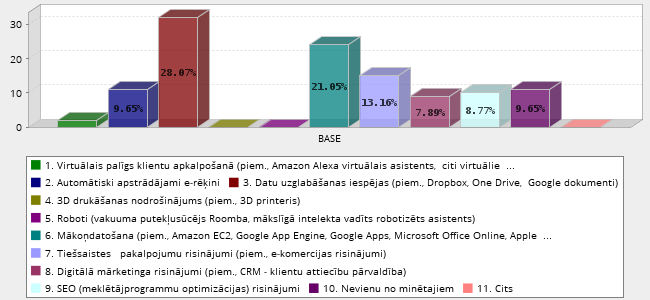 30
20
10
0
9.65%
28.07%
21.05%
13.16%
7.89%
8.77%
9.65%
BASE
1. Virtuālais palīgs klientu apkalpošanā (piem., Amazon Alexa virtuālais asistents,  citi virtuālie  ...
2. Automātiski apstrādājami e-rēķini 3. Datu uzglabāšanas iespējas (piem., Dropbox, One Drive,  Google dokumenti)
4. 3D drukāšanas nodrošinājums (piem., 3D printeris)
5. Roboti (vakuuma putekļusūcējs Roomba, mākslīgā intelekta vadīts robotizēts asistents)
6. Mākoņdatošana (piem., Amazon EC2, Google App Engine, Google Apps, Microsoft Office Online, Apple  ...
7. Tiešsaistes   pakalpojumu risinājumi (piem., e-komercijas risinājumi)
8. Digitālā mārketinga risinājumi (piem., CRM - klientu attiecību pārvaldība)
9. SEO (meklētājprogrammu optimizācijas) risinājumi 10. Nevienu no minētajiem 11. Cits